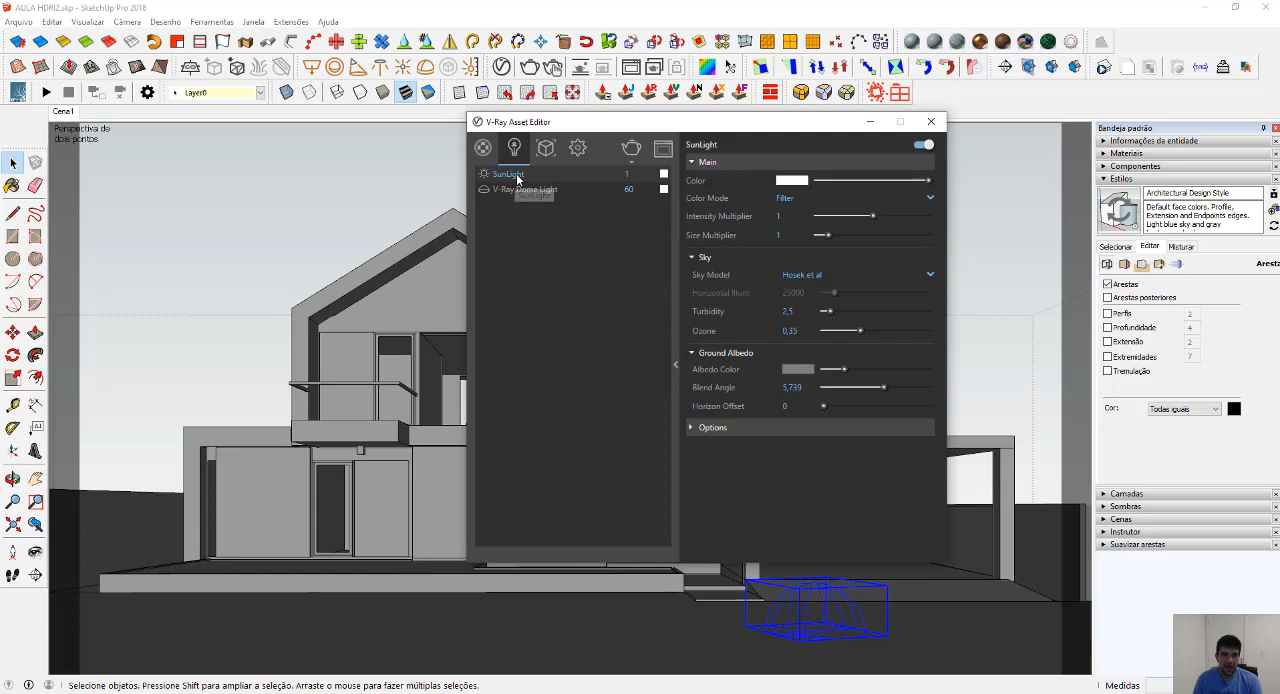 AULA HDRI2.skp - SketchUp Pro 2018
Arquivo Editar Visualizar Câmera Desenho Ferramentas Janela Extensões Ajuda
Layer0
Cena1
Perspectiva de
dois pontos
V-Ray Asset Editor
SunLight 1
V-Ray Dome Light 60
SunLight
SunLight
Main
Color
Color Mode Filter
Intensity Multiplier 1
Size Multiplier 1
Sky
Sky Model Hosek et al
Horizontal Illum. 25000
Turbidity 2,5
Ozone 0,35
Ground Albedo
Albedo Color
Blend Angle 5,739
Horizon Offset 0
Options
Bandeja padrão
Informações da entidade
Materiais
Componentes
Estilos
Architectural Design Style
Default face colors. Profile,
Extension and Endpoints edges.
Light blue sky and gray
Selecionar Editar Misturar
Aresta
Arestas
Arestas posteriores
Perfis 2
Profundidade 4
Extensão 2
Extremidades 7
Tremulação
Cor: Todas iguais
Camadas
Sombras
Cenas
Instrutor
Suavizar arestas
Selecione objetos. Pressione Shift para ampliar a seleção. Arraste o mouse para fazer múltiplas seleções.
Medidas